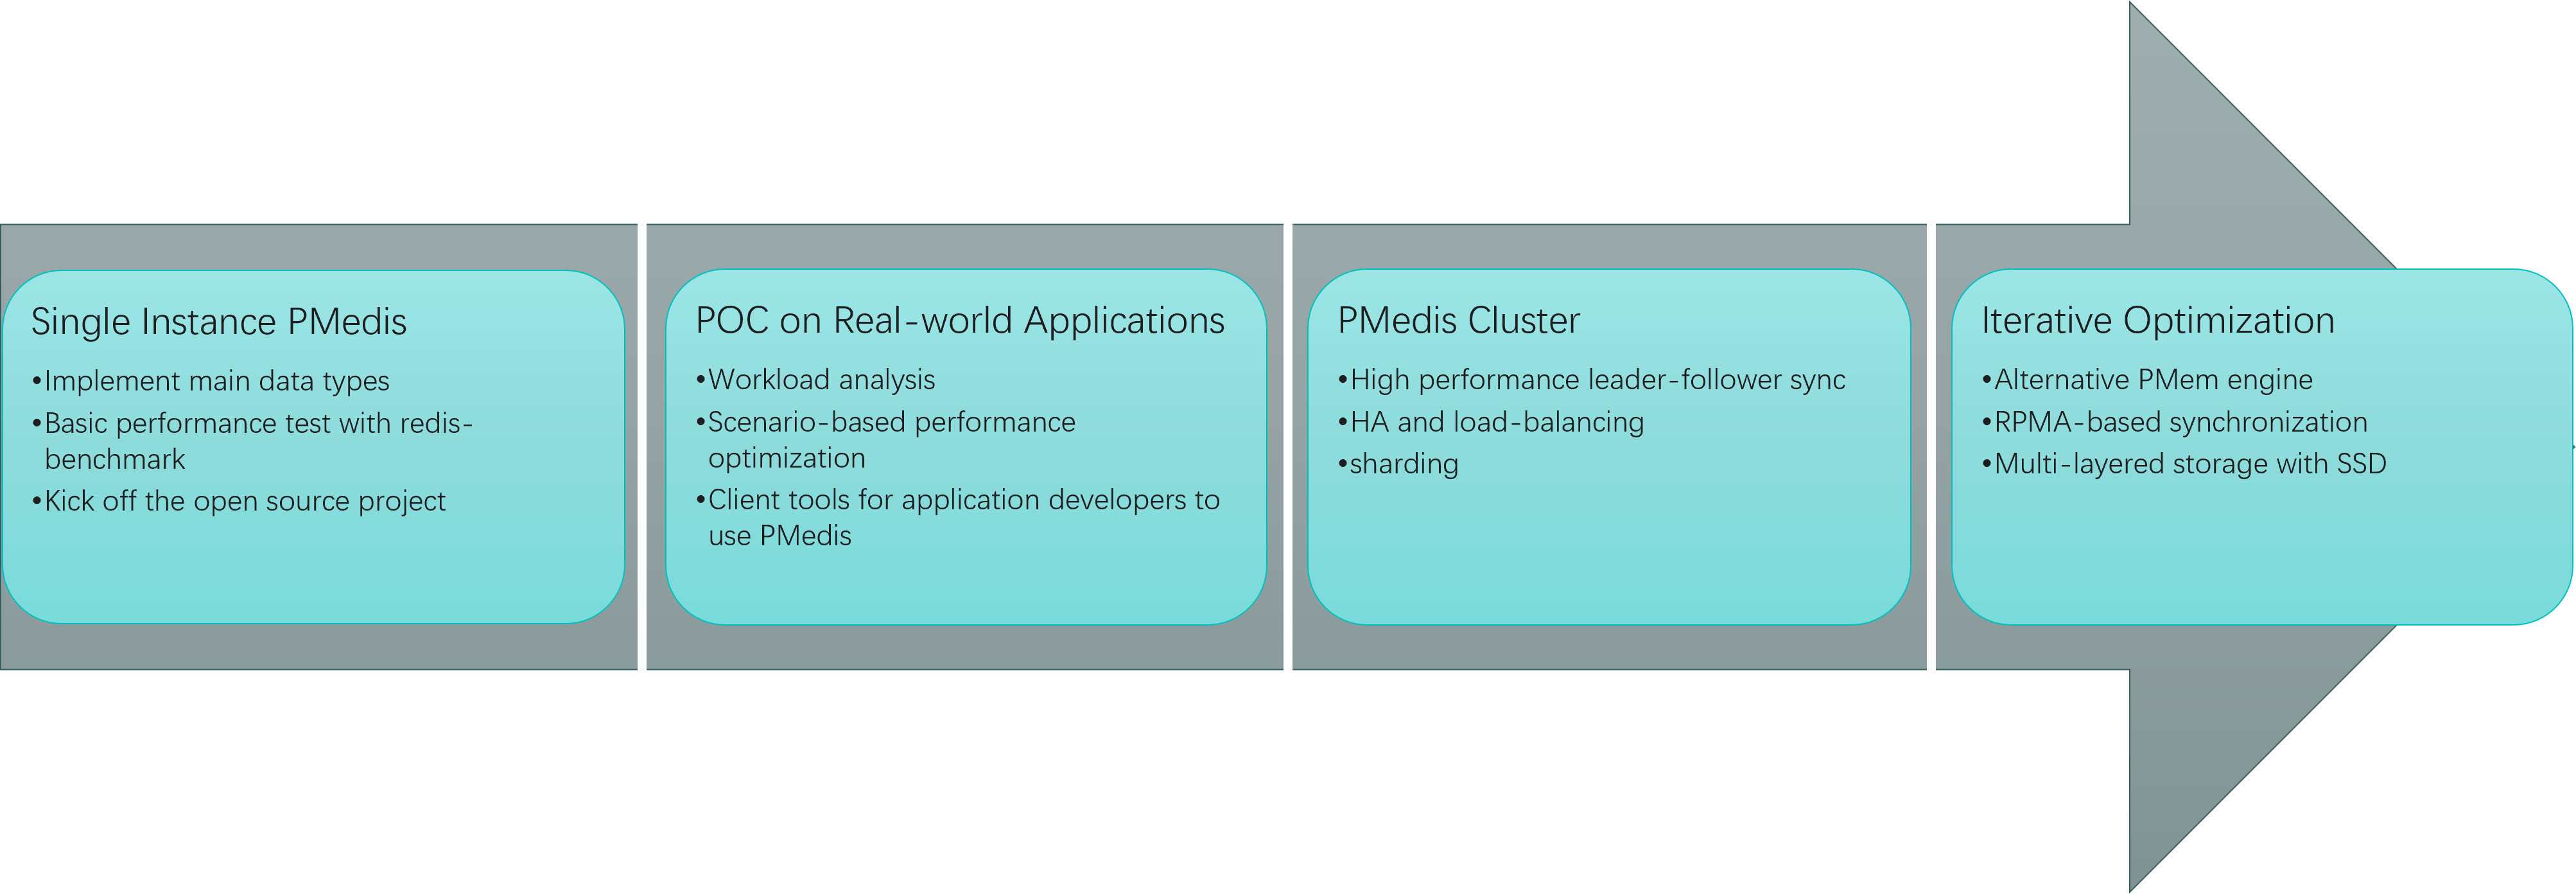 Single Instance PMedis
•Implement main data types
•Basic performance test with redis-
benchmark
•Kick off the open source project
POC on Real-world Applications
•Workload analysis
•Scenario-based performance
optimization
•Client tools for application developers to
use PMedis
PMedis Cluster
•High performance leader-follower sync
•HA and load-balancing
•sharding
Iterative Optimization
•Alternative PMem engine
•RPMA-based synchronization
•Multi-layered storage with SSD